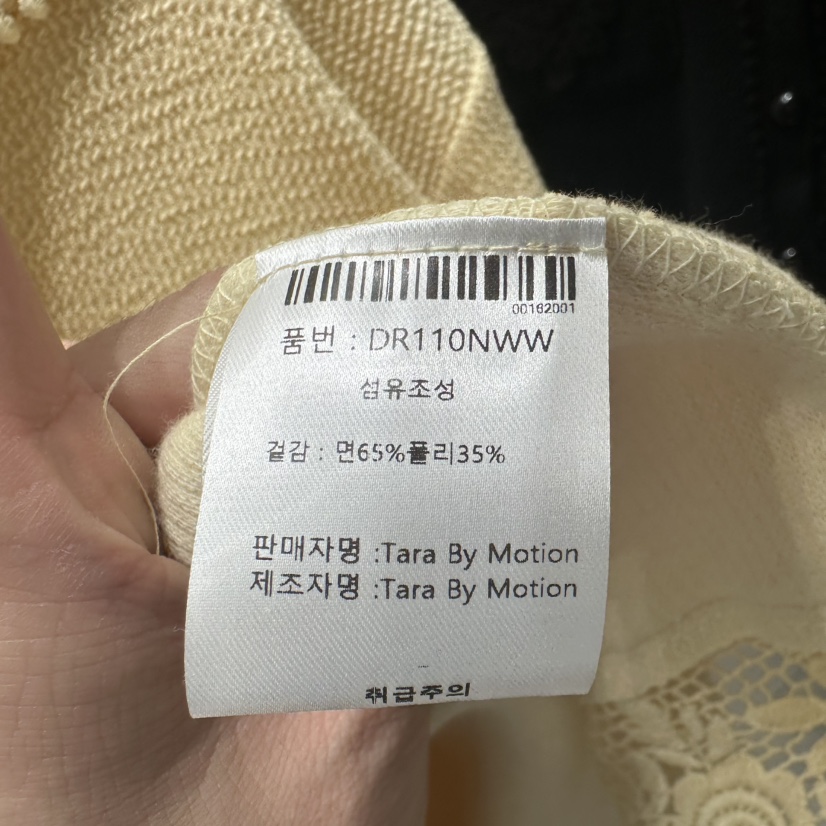 00162001
품번 : DR110NWW
섬유조성
겉감 : 면65%폴리35%
판매자명 :Tara By Motion
제조자명 :Tara By Motion
취급주의